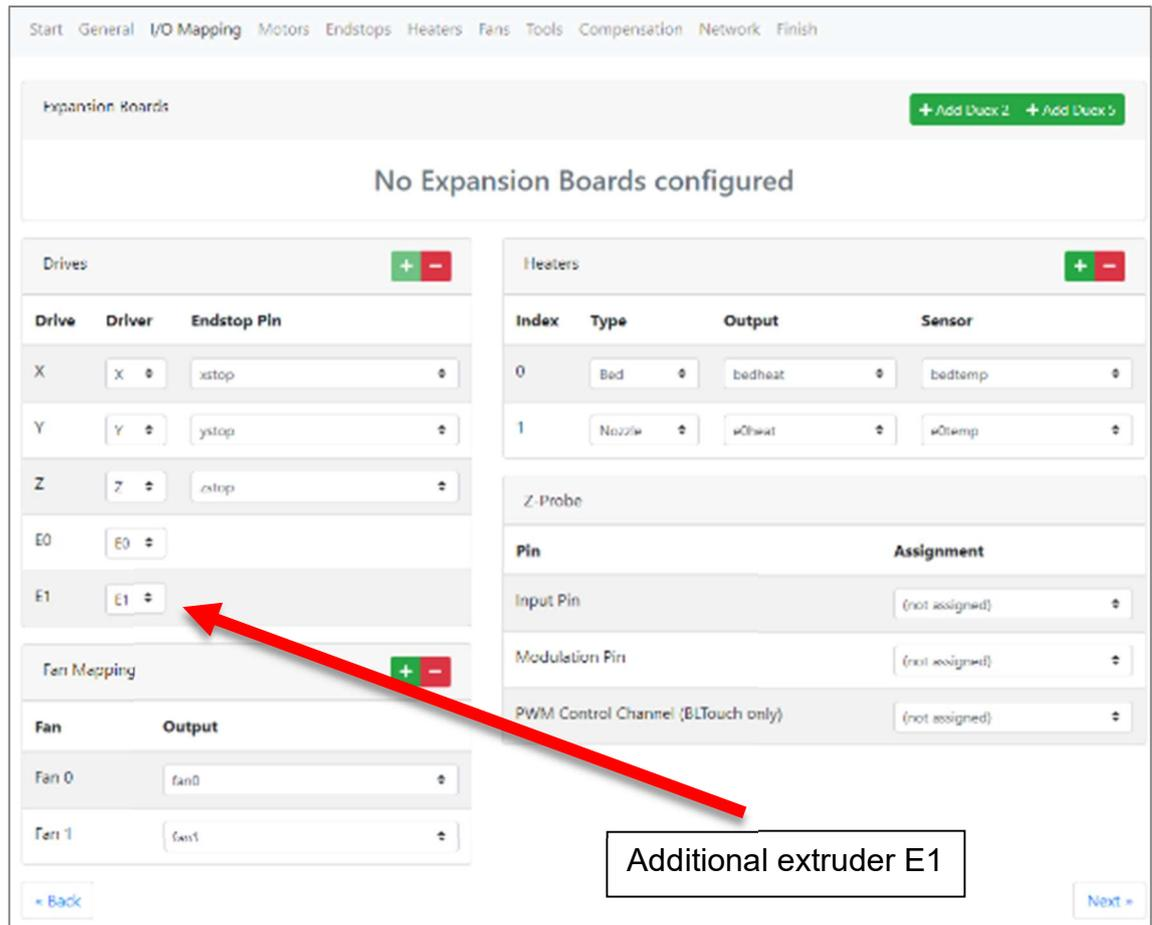 Start General I/O Mapping Motors Endstops Heaters Fans Tools Compensation Network Finish
Expansion Boards
+ Add Duex 2 + Add Duex 5
No Expansion Boards configured
Drives
+ −
Drive Driver Endstop Pin
X X xstop
Y Y ystop
Z Z zstop
E0 E0
E1 E1
Fan Mapping
+ −
Fan Output
Fan 0 fan0
Fan 1 fan1
Heaters
+ −
Index Type Output Sensor
0 Bed bedheat bedtemp
1 Nozzle e0heat e0temp
Z-Probe
Pin Assignment
Input Pin (not assigned)
Modulation Pin (not assigned)
PWM Control Channel (BLTouch only) (not assigned)
Additional extruder E1
« Back
Next »